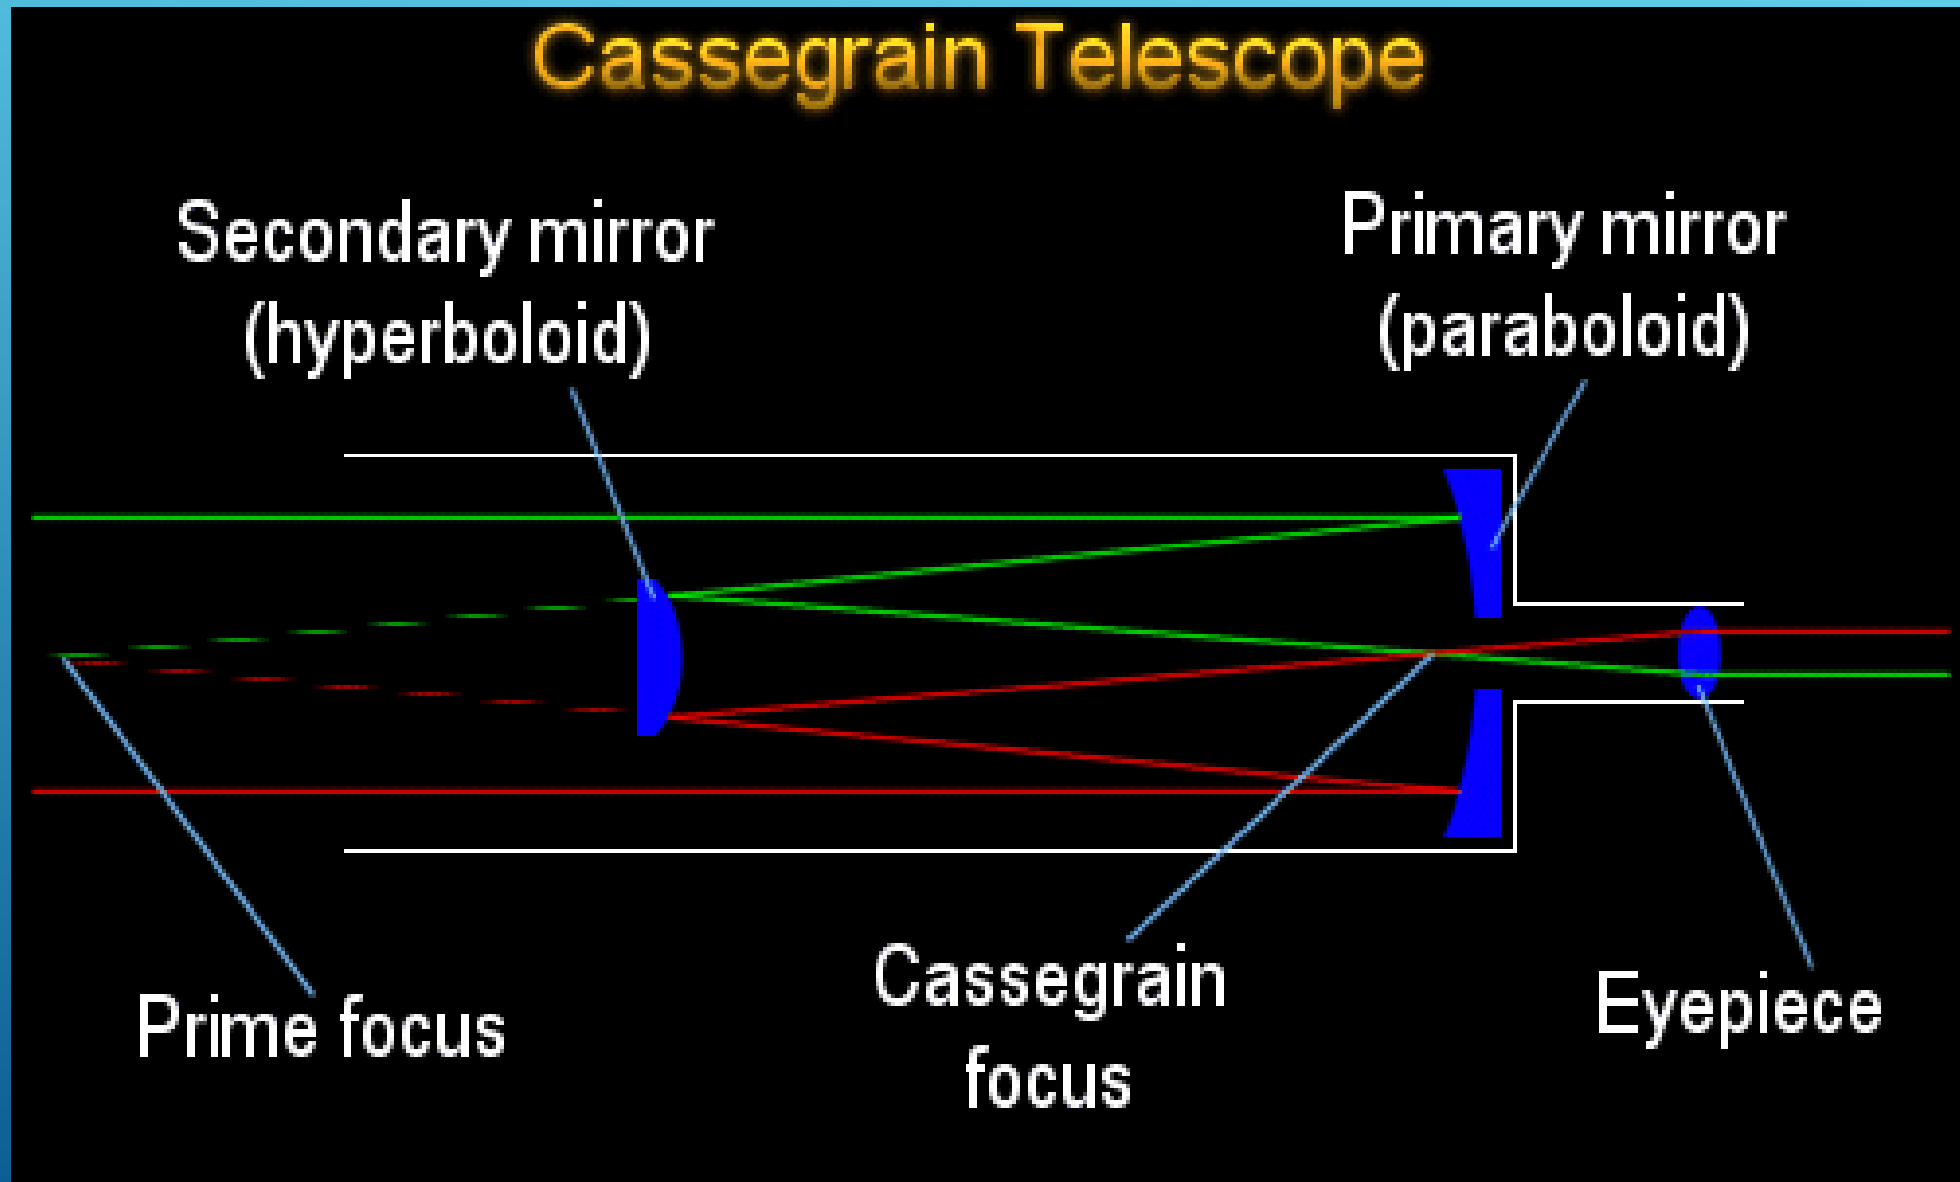 Cassegrain Telescope
Secondary mirror
(hyperboloid)
Primary mirror
(paraboloid)
Prime focus
Cassegrain
focus
Eyepiece